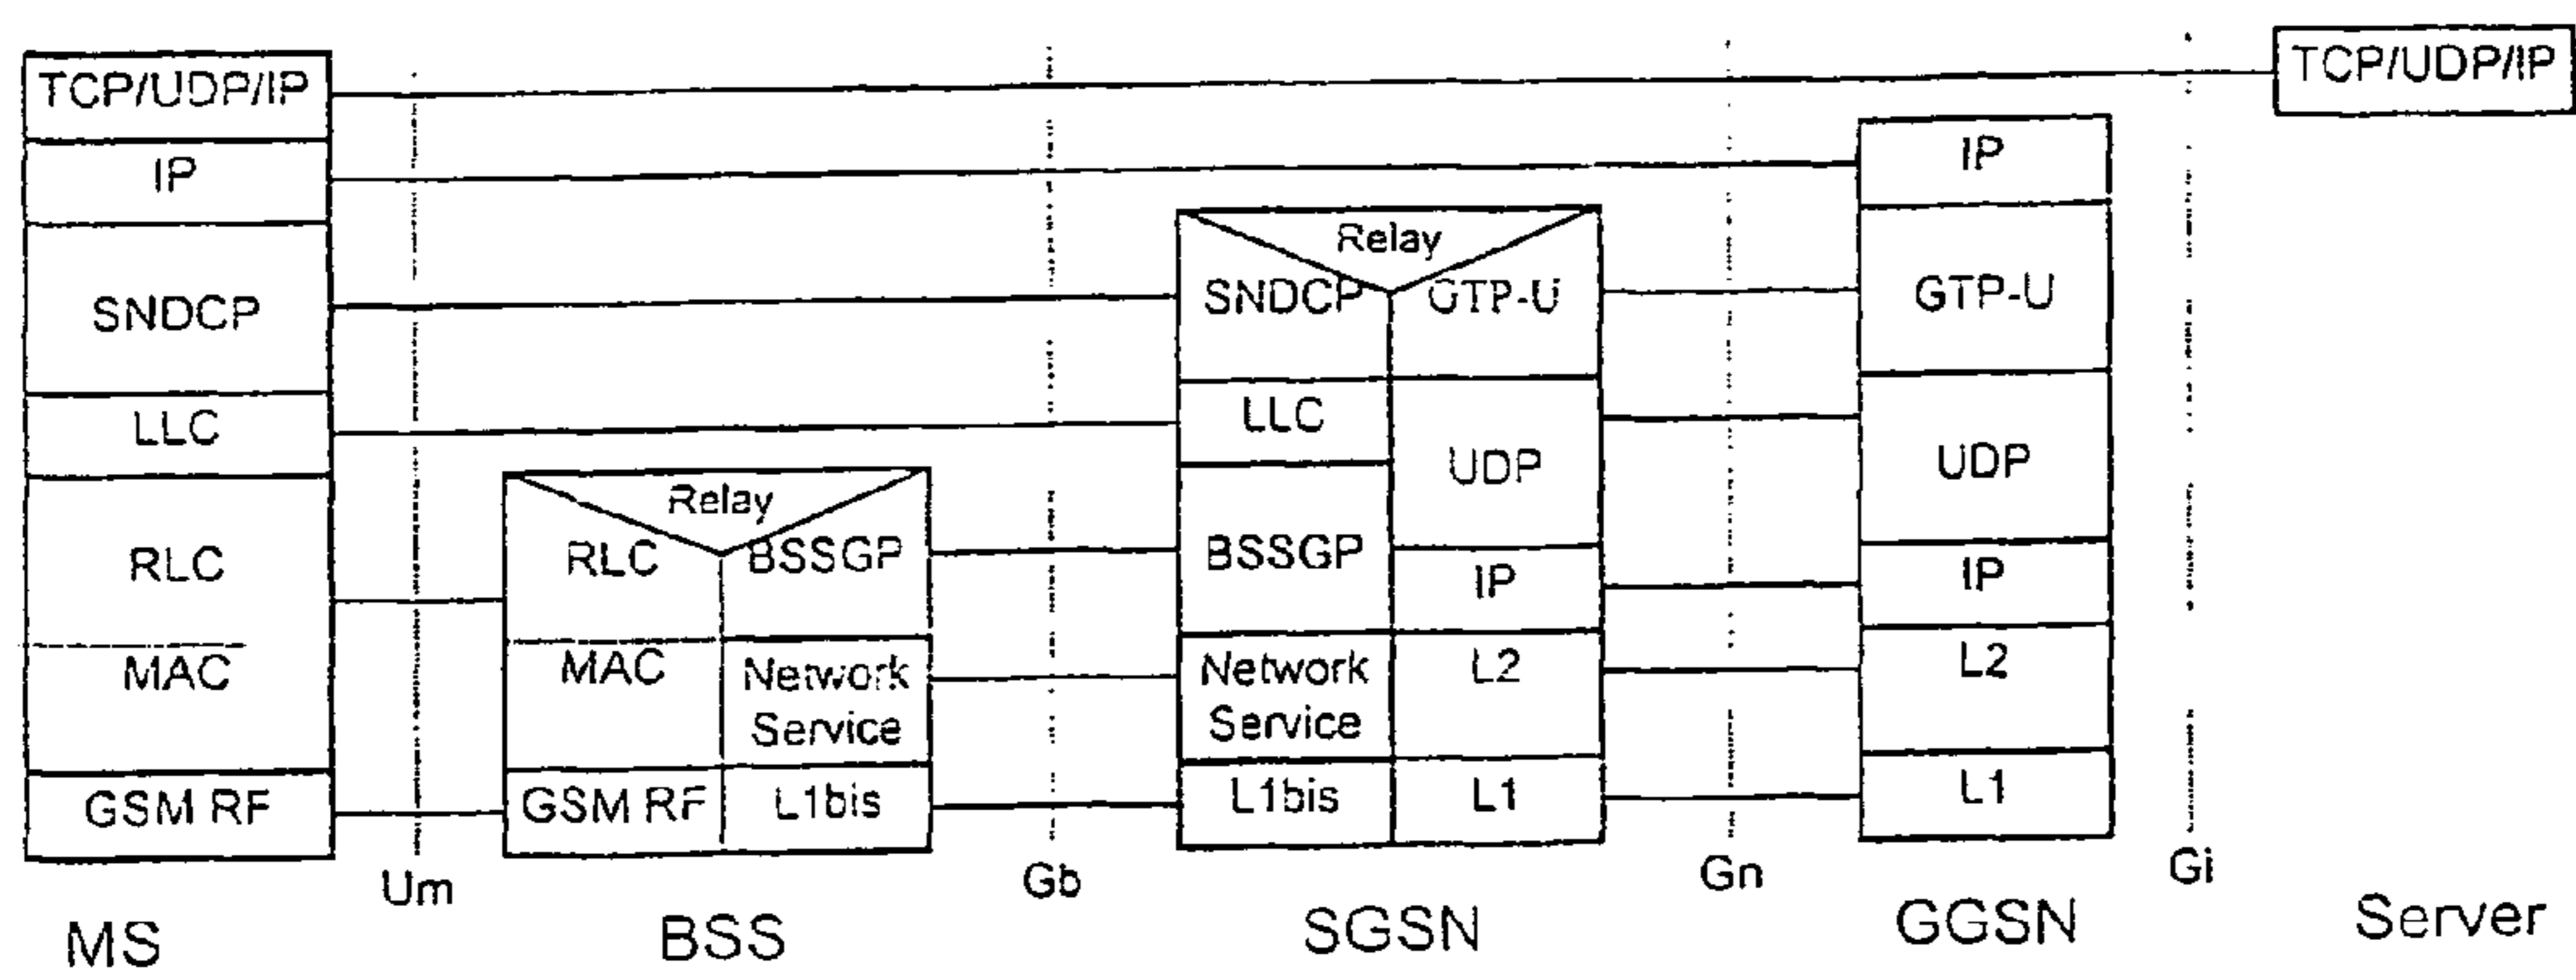 TCP/UDP/IP
IP
SNDCP
LLC
RLC
MAC
GSM RF
Um
MS
Relay
RLC
BSSGP
MAC
Network
Service
GSM RF
L1bis
BSS
Gb
Relay
SNDCP
GTP-U
LLC
UDP
BSSGP
IP
Network
Service
L2
L1bis
L1
SGSN
Gn
IP
GTP-U
UDP
IP
L2
L1
GGSN
Gi
TCP/UDP/IP
Server